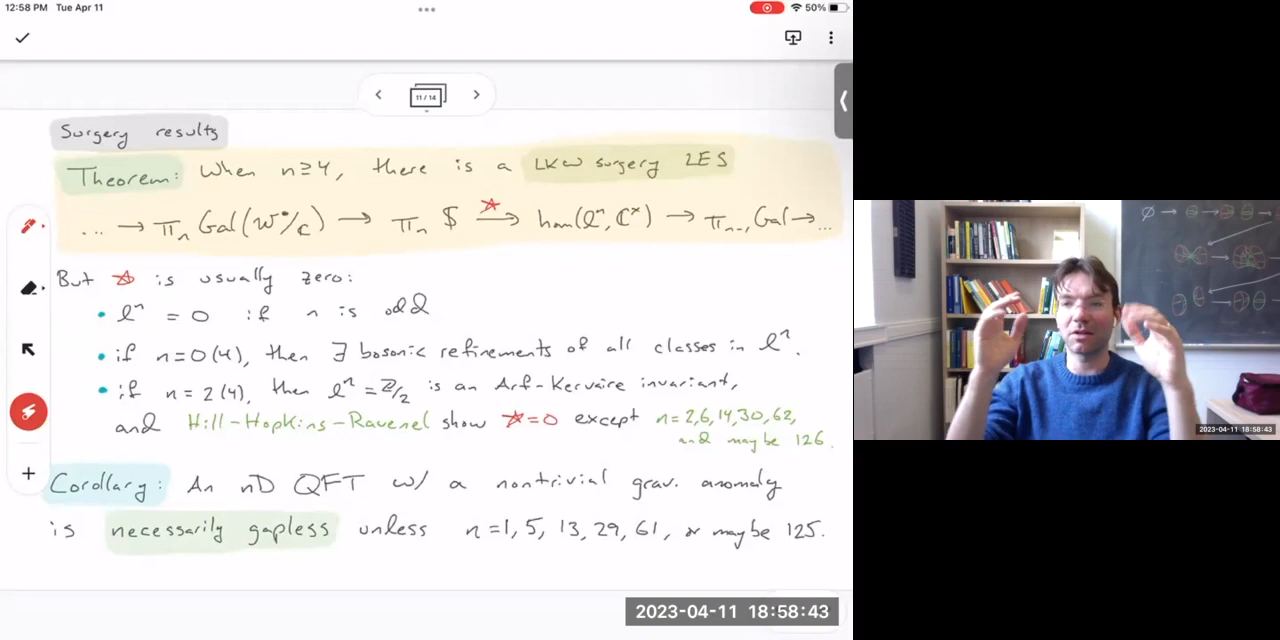 12:58 PM Tue Apr 11
50%
11 / 14
Surgery results
Theorem: When n≥4, there is a LKW surgery LES
... → π_n Gal(W^•/C) → π_n $ →^☆ hom(ℓ^n, C^×) → π_{n-1} Gal → ...
But ☆ is usually zero:
• ℓ^n = 0 if n is odd
• if n=0(4), then ∃ bosonic refinements of all classes in ℓ^n.
• if n=2(4), then ℓ^n = Z/2 is an Arf-Kervaire invariant,
and Hill-Hopkins-Ravenel show ☆=0 except n=2,6,14,30,62,
and maybe 126.
Corollary: An nD QFT w/ a nontrivial grav. anomaly
is necessarily gapless unless n=1, 5, 13, 29, 61, or maybe 125.
2023-04-11 18:58:43
2023-04-11 18:58:43